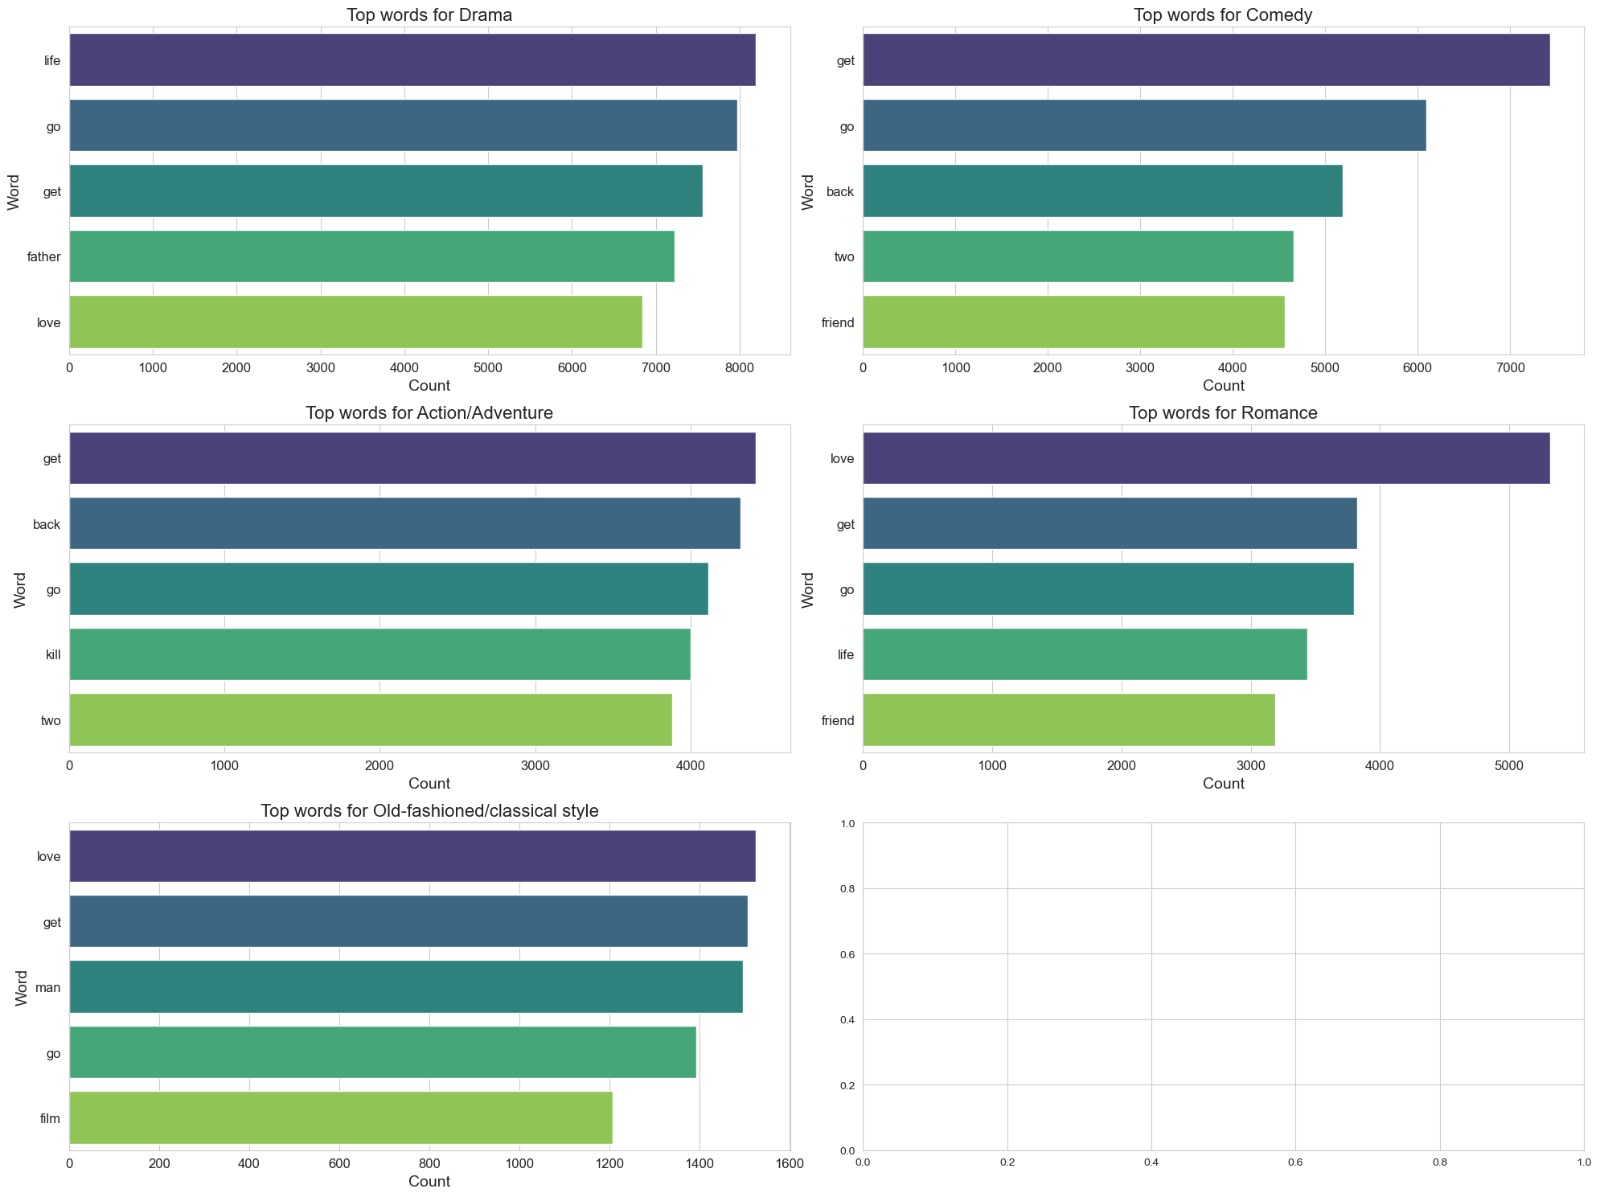 Top words for Drama
Word
life
go
get
father
love
0 1000 2000 3000 4000 5000 6000 7000 8000
Count
Top words for Comedy
Word
get
go
back
two
friend
0 1000 2000 3000 4000 5000 6000 7000
Count
Top words for Action/Adventure
Word
get
back
go
kill
two
0 1000 2000 3000 4000
Count
Top words for Romance
Word
love
get
go
life
friend
0 1000 2000 3000 4000 5000
Count
Top words for Old-fashioned/classical style
Word
love
get
man
go
film
0 200 400 600 800 1000 1200 1400 1600
Count
1.0
0.8
0.6
0.4
0.2
0.0
0.0 0.2 0.4 0.6 0.8 1.0